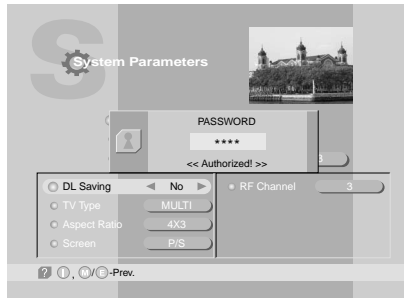 System Parameters
PASSWORD
****
<< Authorized! >>
DL Saving No
RF Channel 3
TV Type MULTI
Aspect Ratio 4X3
Screen P/S
, M/E-Prev.